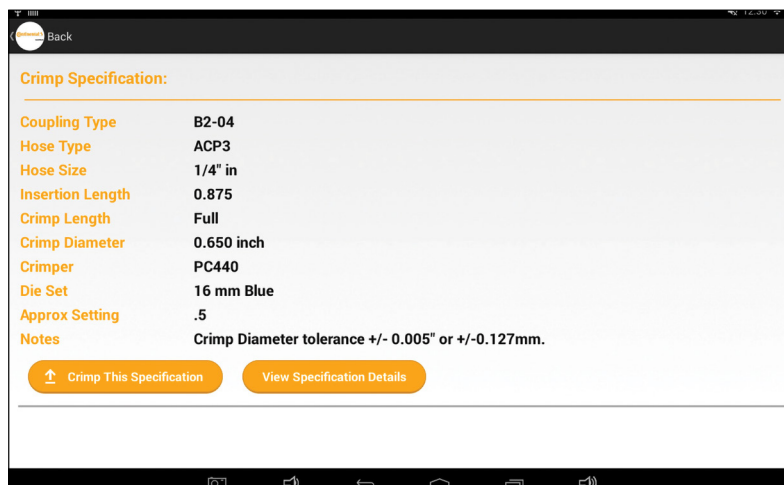 12:30
Back
Crimp Specification:
Coupling Type B2-04
Hose Type ACP3
Hose Size 1/4" in
Insertion Length 0.875
Crimp Length Full
Crimp Diameter 0.650 inch
Crimper PC440
Die Set 16 mm Blue
Approx Setting .5
Notes Crimp Diameter tolerance +/- 0.005" or +/-0.127mm.
Crimp This Specification View Specification Details